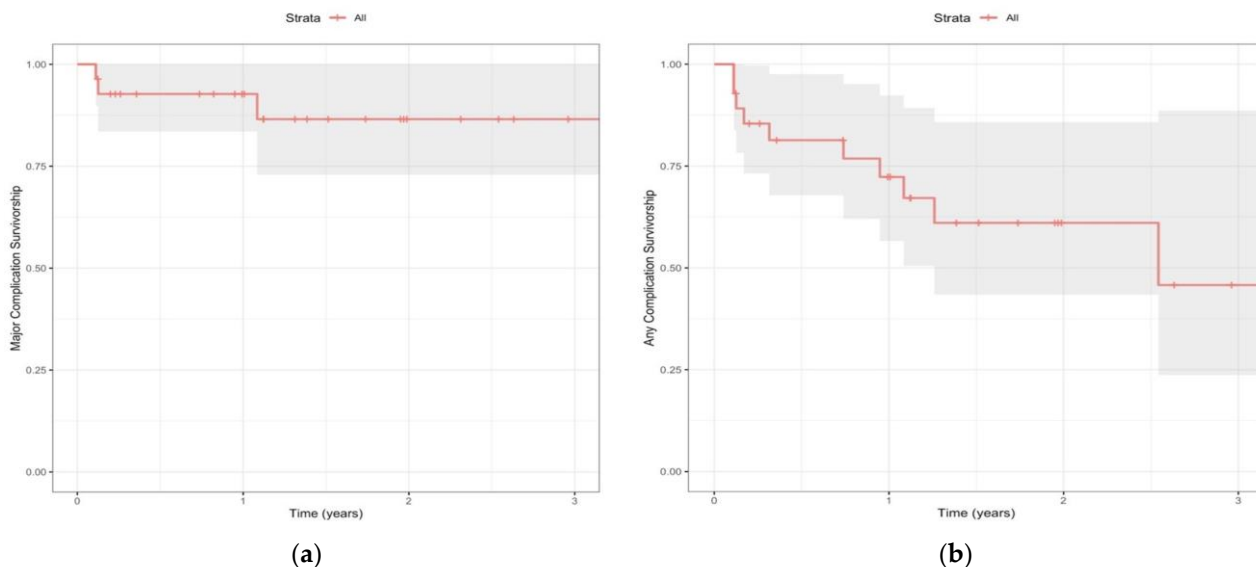 Strata All
Major Complication Survivorship
1.00
0.75
0.50
0.25
0.00
0 1 2 3
Time (years)
(a)
Strata All
Any Complication Survivorship
1.00
0.75
0.50
0.25
0.00
0 1 2 3
Time (years)
(b)